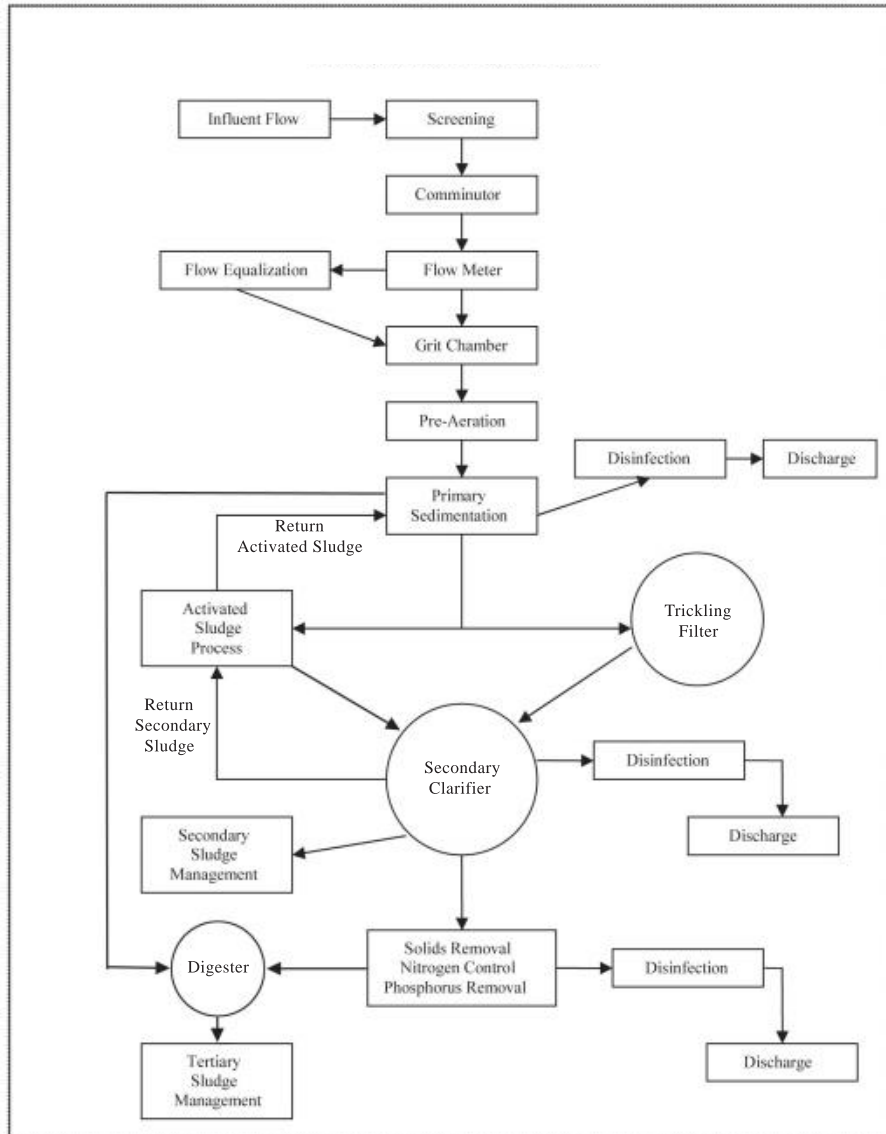 Influent Flow
Screening
Comminutor
Flow Equalization
Flow Meter
Grit Chamber
Pre-Aeration
Disinfection
Discharge
Primary
Sedimentation
Return
Activated Sludge
Activated
Sludge
Process
Trickling
Filter
Return
Secondary
Sludge
Secondary
Clarifier
Disinfection
Discharge
Secondary
Sludge
Management
Digester
Solids Removal
Nitrogen Control
Phosphorus Removal
Disinfection
Discharge
Tertiary
Sludge
Management